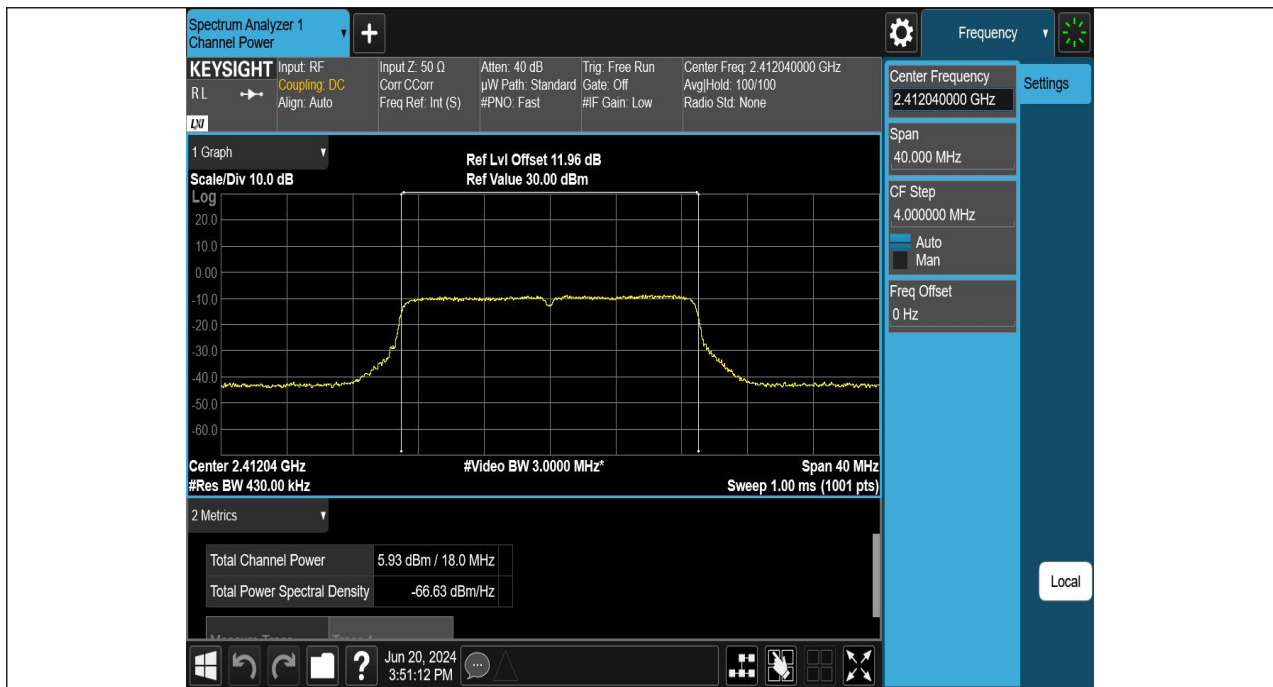 Spectrum Analyzer 1
Channel Power
Frequency
KEYSIGHT
R L
LXI
Input: RF
Coupling: DC
Align: Auto
Input Z: 50 Ω
Corr CCorr
Freq Ref: Int (S)
Atten: 40 dB
µW Path: Standard
#PNO: Fast
Trig: Free Run
Gate: Off
#IF Gain: Low
Center Freq: 2.412040000 GHz
Avg|Hold: 100/100
Radio Std: None
Center Frequency
2.412040000 GHz
Settings
Span
40.000 MHz
CF Step
4.000000 MHz
Auto
Man
Freq Offset
0 Hz
Local
1 Graph
Scale/Div 10.0 dB
Ref Lvl Offset 11.96 dB
Ref Value 30.00 dBm
Log
20.0
10.0
0.00
-10.0
-20.0
-30.0
-40.0
-50.0
-60.0
Center 2.41204 GHz
#Video BW 3.0000 MHz*
Span 40 MHz
#Res BW 430.00 kHz
Sweep 1.00 ms (1001 pts)
2 Metrics
Total Channel Power 5.93 dBm / 18.0 MHz
Total Power Spectral Density -66.63 dBm/Hz
Jun 20, 2024
3:51:12 PM